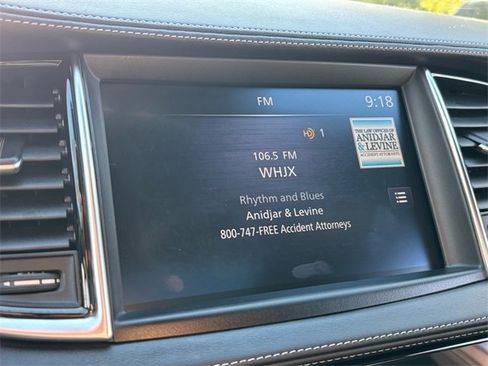 FM
9:18
HD 1
106.5 FM
WHJX
Rhythm and Blues
Anidjar & Levine
800-747-FREE Accident Attorneys
THE LAW OFFICES OF
ANIDJAR
& LEVINE
ACCIDENT ATTORNEYS